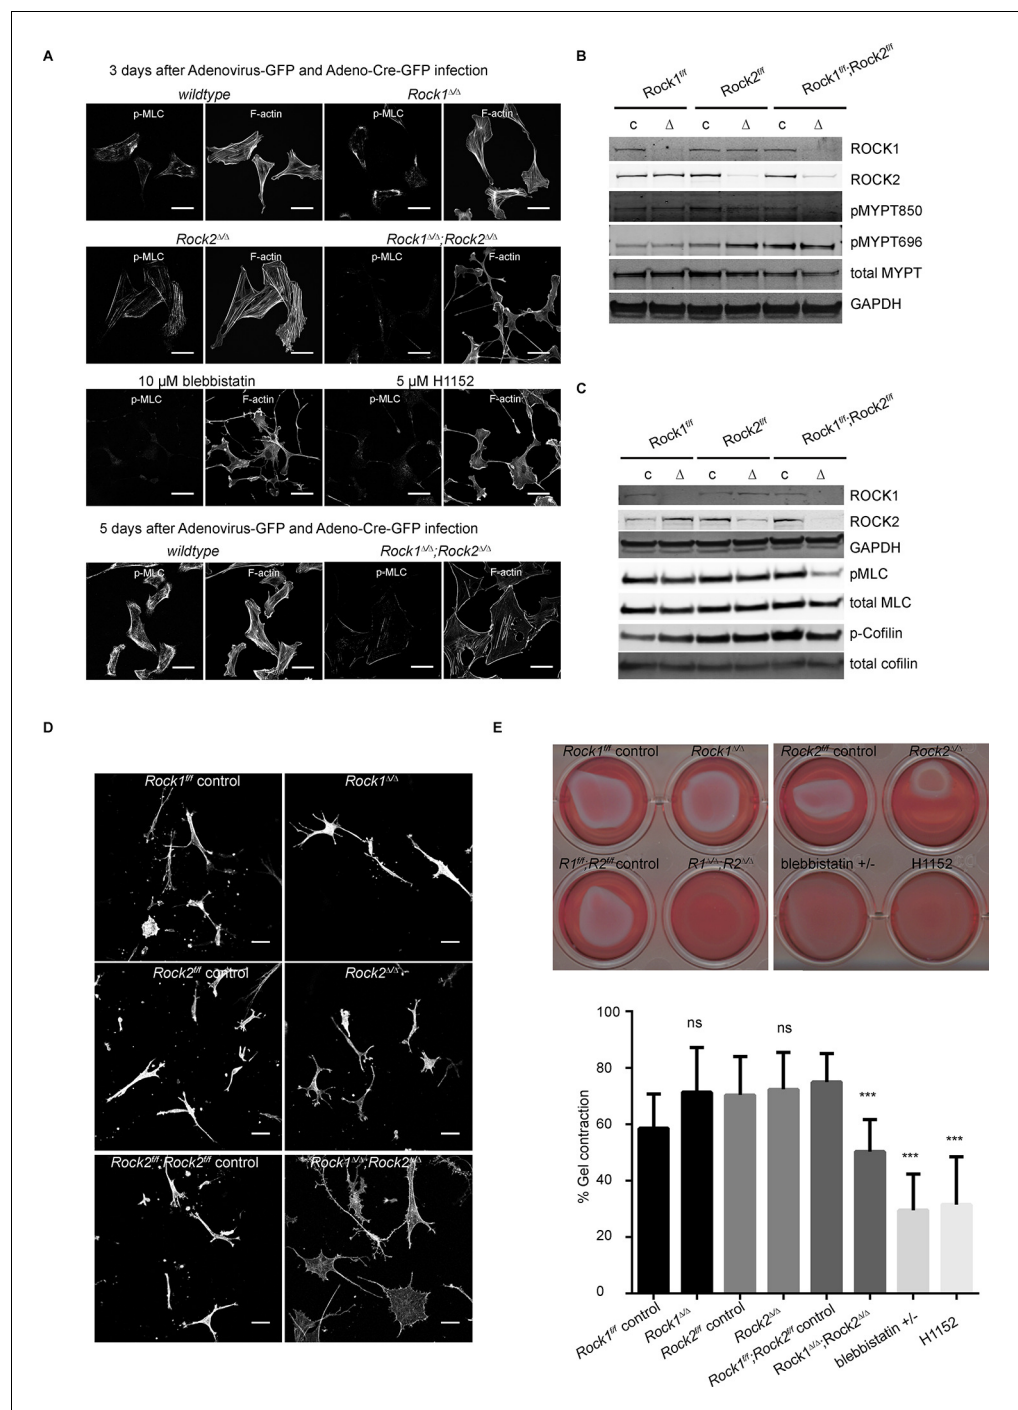 A
3 days after Adenovirus-GFP and Adeno-Cre-GFP infection
wildtype
Rock1Δ/Δ
p-MLC
F-actin
p-MLC
F-actin
Rock2Δ/Δ
Rock1Δ/Δ;Rock2Δ/Δ
p-MLC
F-actin
p-MLC
F-actin
10 µM blebbistatin
5 µM H1152
p-MLC
F-actin
p-MLC
F-actin
5 days after Adenovirus-GFP and Adeno-Cre-GFP infection
wildtype
Rock1Δ/Δ;Rock2Δ/Δ
p-MLC
F-actin
p-MLC
F-actin
B
Rock1f/f
Rock2f/f
Rock1f/f;Rock2f/f
c Δ c Δ c Δ
ROCK1
ROCK2
pMYPT850
pMYPT696
total MYPT
GAPDH
C
Rock1f/f
Rock2f/f
Rock1f/f;Rock2f/f
c Δ c Δ c Δ
ROCK1
ROCK2
GAPDH
pMLC
total MLC
p-Cofilin
total cofilin
D
Rock1f/f control
Rock1Δ/Δ
Rock2f/f control
Rock2Δ/Δ
Rock2f/f;Rock2f/f control
Rock1Δ/Δ;Rock2Δ/Δ
E
Rock1f/f control
Rock1Δ/Δ
Rock2f/f control
Rock2Δ/Δ
R1f/f;R2f/f control
R1Δ/Δ;R2Δ/Δ
blebbistatin +/-
H1152
% Gel contraction
100
80
60
40
20
0
ns
ns
***
***
***
Rock1f/f control
Rock1Δ/Δ
Rock2f/f control
Rock2Δ/Δ
Rock1f/f;Rock2f/f control
Rock1Δ/Δ;Rock2Δ/Δ
blebbistatin +/-
H1152